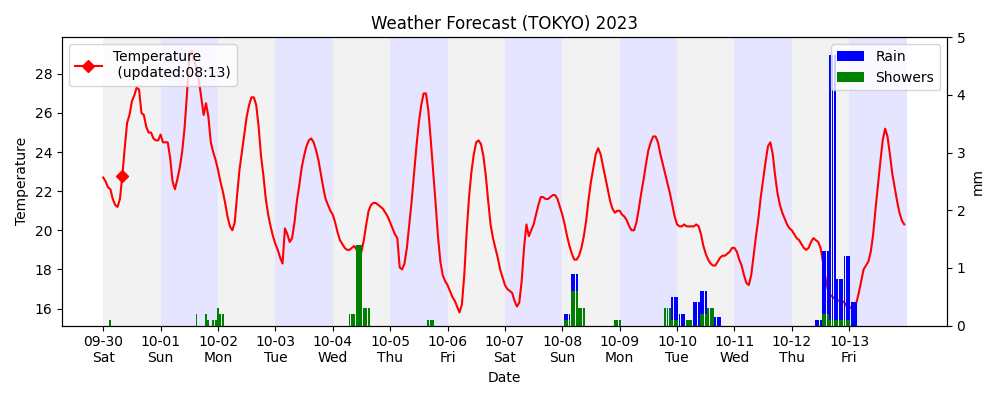 Weather Forecast (TOKYO) 2023
Temperature
(updated:08:13)
Rain
Showers
Temperature
28
26
24
22
20
18
16
5
4
3
2
1
0
mm
09-30 10-01 10-02 10-03 10-04 10-05 10-06 10-07 10-08 10-09 10-10 10-11 10-12 10-13
Sat Sun Mon Tue Wed Thu Fri Sat Sun Mon Tue Wed Thu Fri
Date